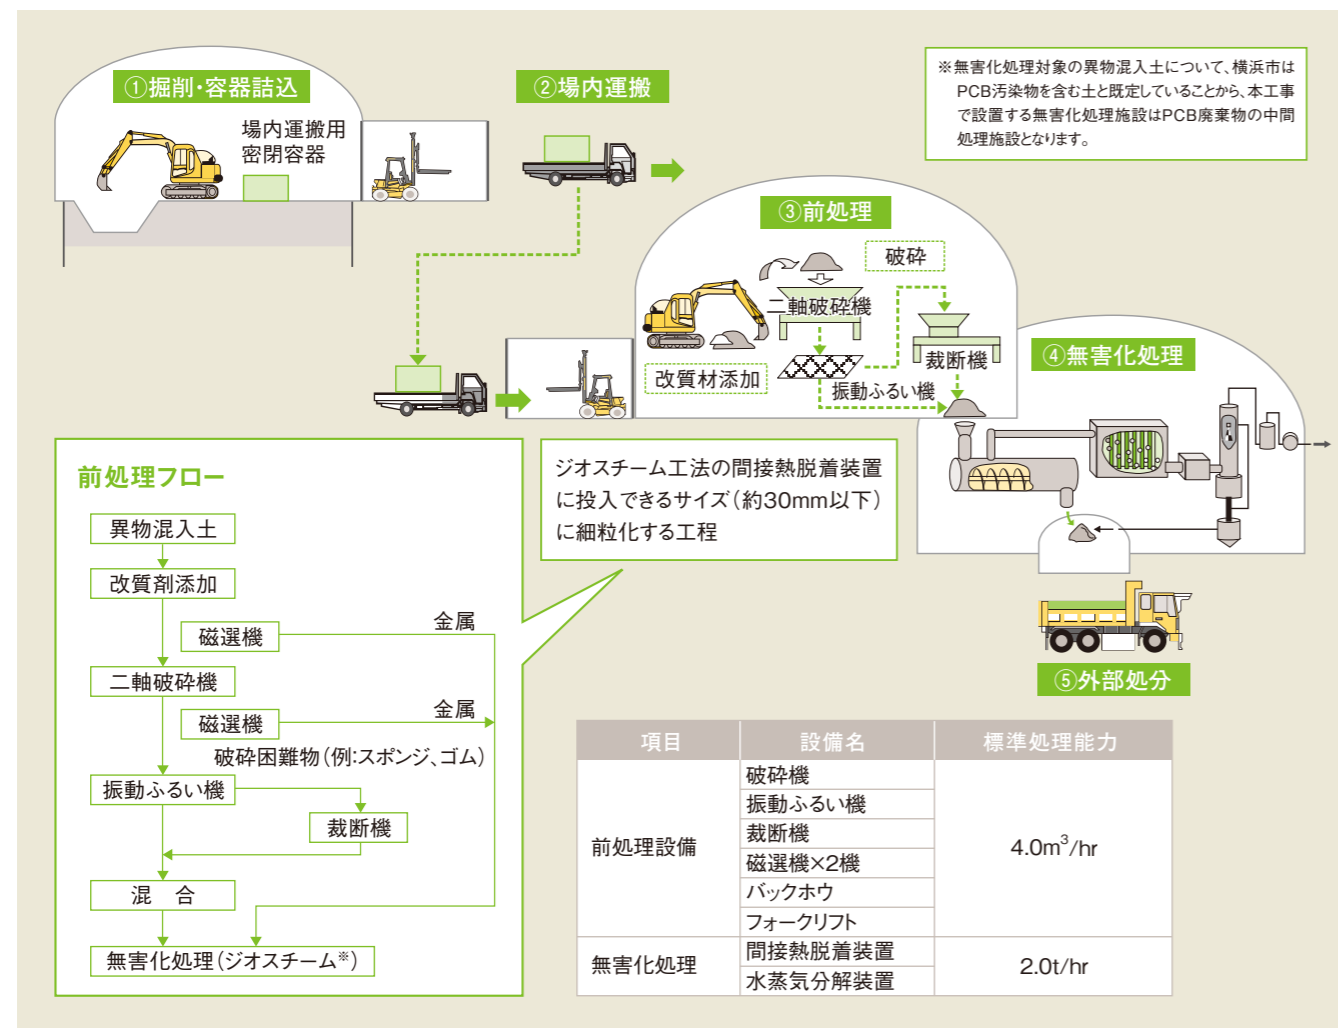 ①掘削・容器詰込
場内運搬用
密閉容器
②場内運搬
※無害化処理対象の異物混入土について、横浜市は
PCB汚染物を含む土と既定していることから、本工事
で設置する無害化処理施設はPCB廃棄物の中間
処理施設となります。
③前処理
破砕
二軸破砕機
改質材添加
裁断機
振動ふるい機
④無害化処理
前処理フロー
異物混入土
改質剤添加
磁選機
金属
二軸破砕機
磁選機
金属
破砕困難物(例:スポンジ、ゴム)
振動ふるい機
裁断機
混 合
無害化処理(ジオスチーム※)
ジオスチーム工法の間接熱脱着装置
に投入できるサイズ(約30mm以下)
に細粒化する工程
⑤外部処分
項目 設備名 標準処理能力
前処理設備
破砕機
振動ふるい機
裁断機
磁選機×2機
バックホウ
フォークリフト
4.0m³/hr
無害化処理
間接熱脱着装置
水蒸気分解装置
2.0t/hr